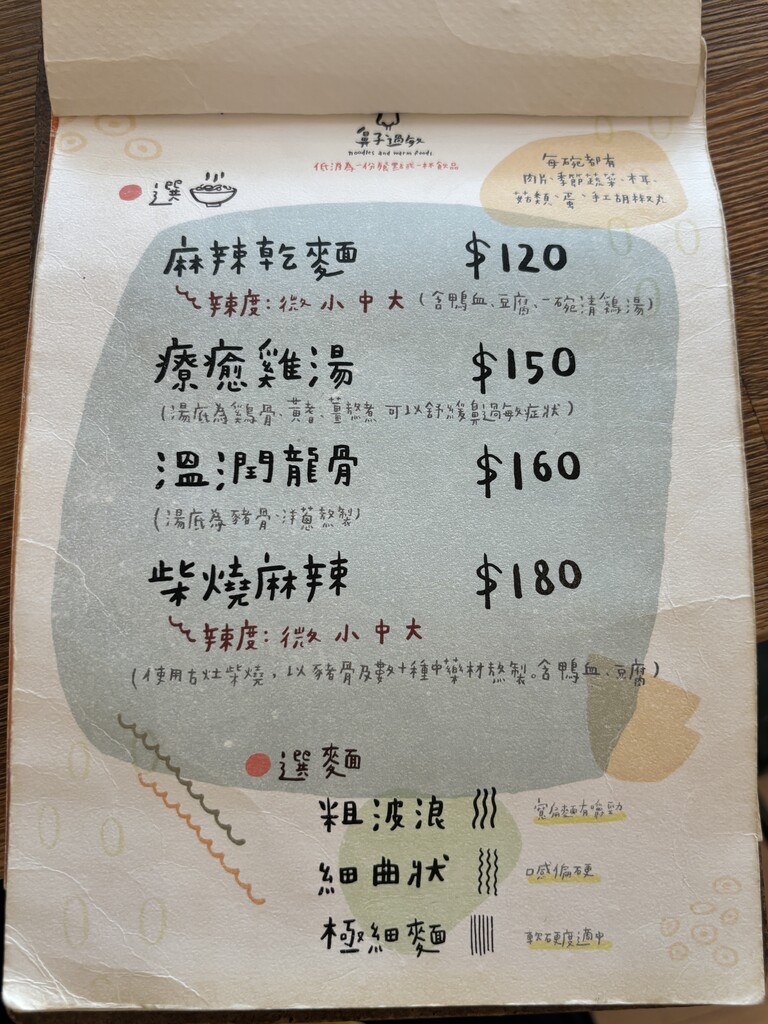 鼻子過敏
noodles and warm foods
低消為一份餐點或一杯飲品
每碗都有
肉片、季節蔬菜、木耳、
菇類、蛋、手工胡椒丸
選
麻辣乾麵 $120
辣度：微 小 中 大 (含鴨血、豆腐、一碗清鷄湯)
療癒雞湯 $150
(湯底為鷄骨、黃耆、薑熬煮 可以舒緩鼻過敏症狀)
溫潤龍骨 $160
(湯底為豬骨、洋蔥熬製)
柴燒麻辣 $180
辣度：微 小 中 大
(使用古灶柴燒，以豬骨及數十種中藥材熬製。含鴨血、豆腐)
選麵
粗波浪 寬扁麵有嚼勁
細曲狀 口感偏硬
極細麵 軟硬度適中